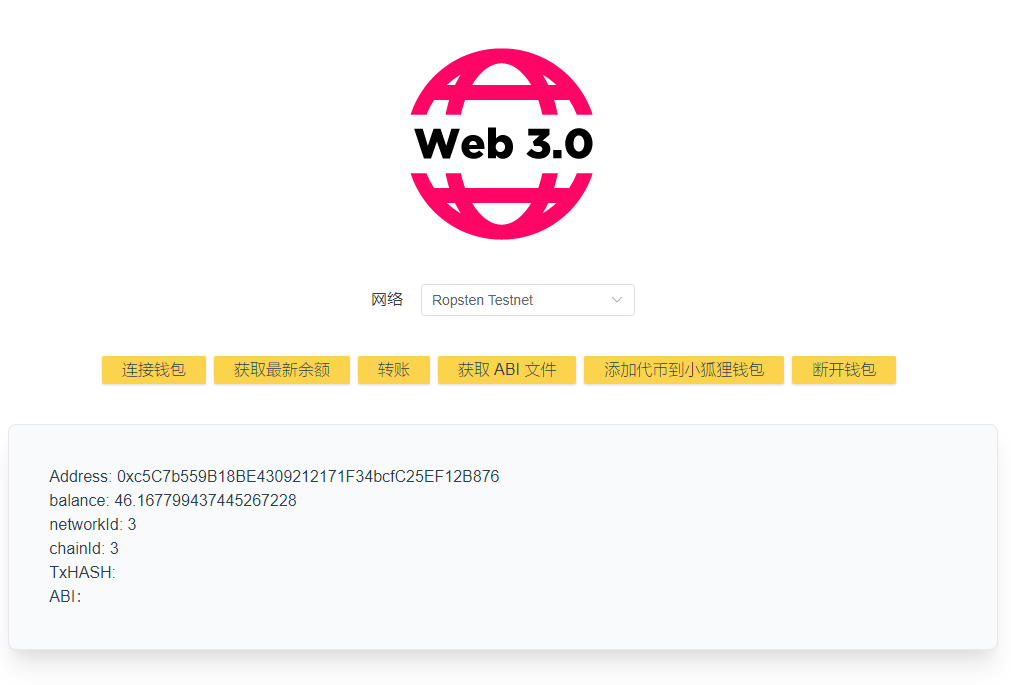 Web 3.0
网络 Ropsten Testnet
连接钱包 获取最新余额 转账 获取 ABI 文件 添加代币到小狐狸钱包 断开钱包
Address: 0xc5C7b559B18BE4309212171F34bcfC25EF12B876
balance: 46.167799437445267228
networkId: 3
chainId: 3
TxHASH:
ABI：